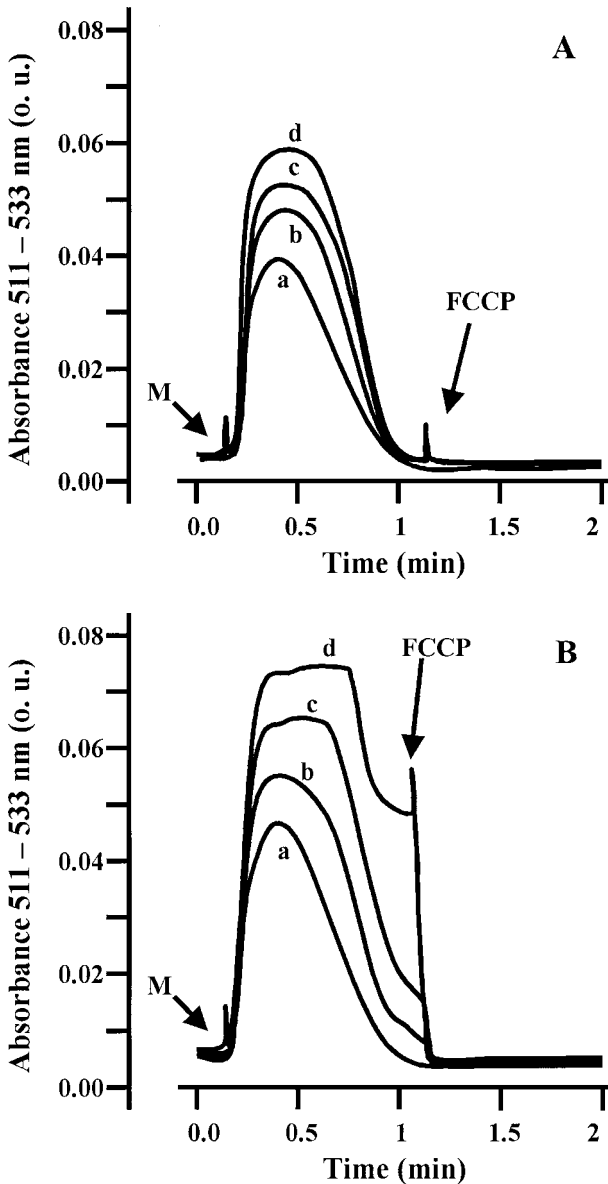 A
Absorbance 511 – 533 nm (o. u.)
0.08
0.06
0.04
0.02
0.00
d
c
b
a
M
FCCP
0.0
0.5
1
1.5
2
Time (min)
B
Absorbance 511 – 533 nm (o. u.)
0.08
0.06
0.04
0.02
0.00
d
c
b
a
M
FCCP
0.0
0.5
1
1.5
2
Time (min)